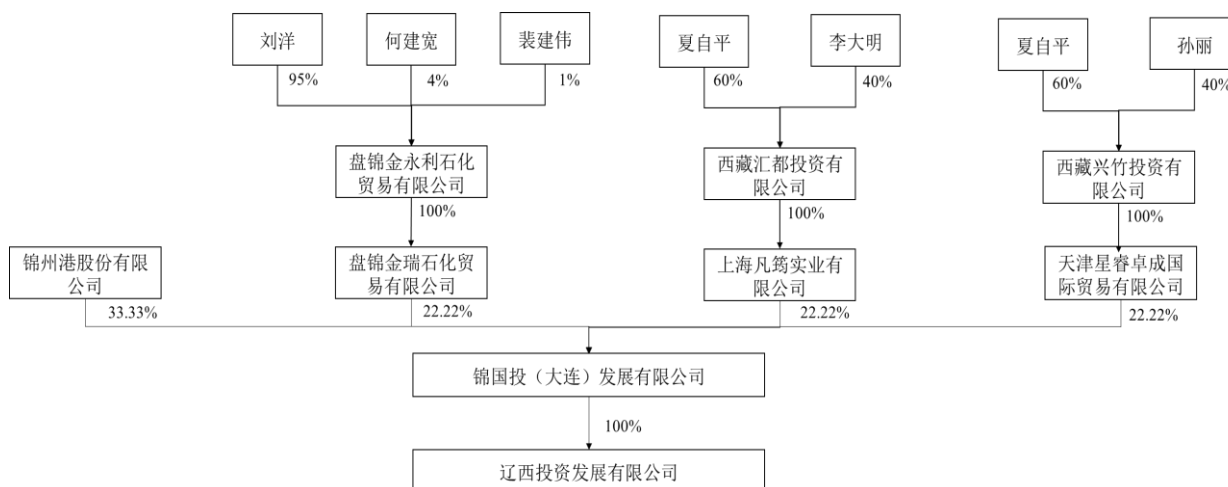 刘洋
何建宽
裴建伟
夏自平
李大明
夏自平
孙丽
95%
4%
1%
60%
40%
60%
40%
盘锦金永利石化
贸易有限公司
西藏汇都投资有
限公司
西藏兴竹投资有
限公司
100%
100%
100%
锦州港股份有限
公司
盘锦金瑞石化贸
易有限公司
上海凡筠实业有
限公司
天津星睿卓成国
际贸易有限公司
33.33%
22.22%
22.22%
22.22%
锦国投（大连）发展有限公司
100%
辽西投资发展有限公司